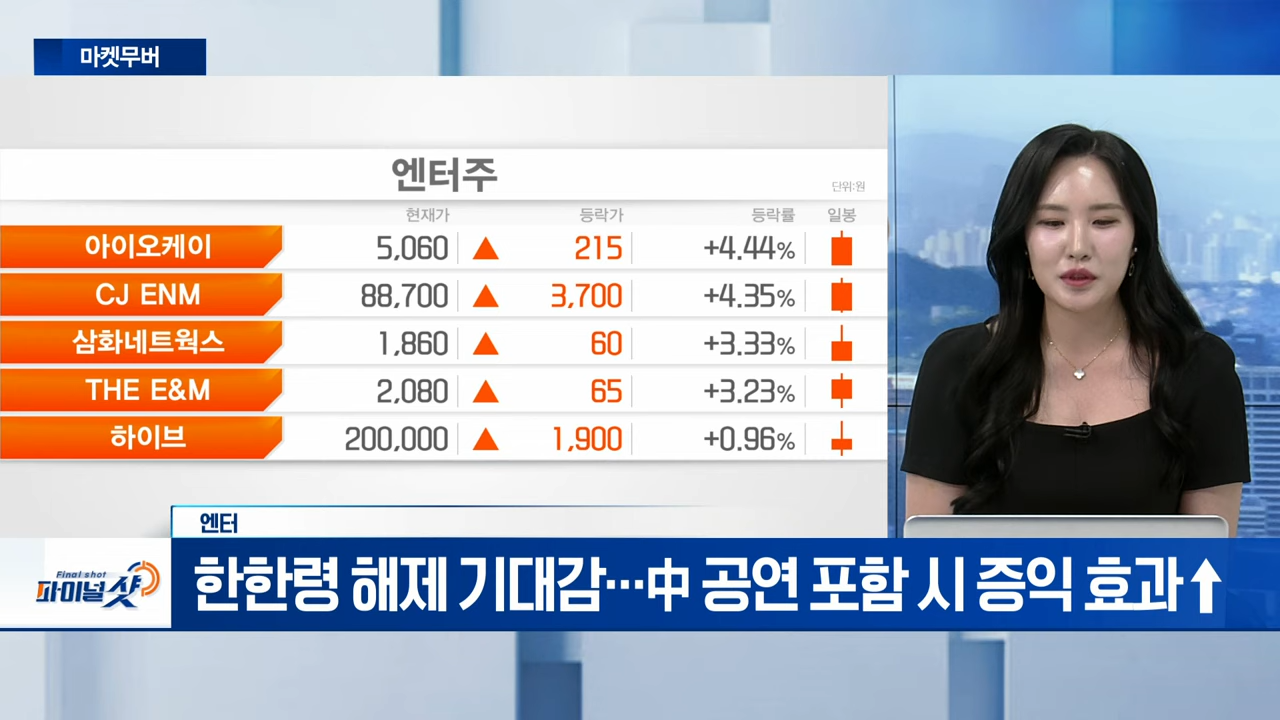 마켓무버
엔터주
단위:원
현재가 등락가 등락률 일봉
아이오케이 5,060 ▲ 215 +4.44%
CJ ENM 88,700 ▲ 3,700 +4.35%
삼화네트웍스 1,860 ▲ 60 +3.33%
THE E&M 2,080 ▲ 65 +3.23%
하이브 200,000 ▲ 1,900 +0.96%
엔터
Final shot
파이널샷
한한령 해제 기대감…中 공연 포함 시 증익 효과↑